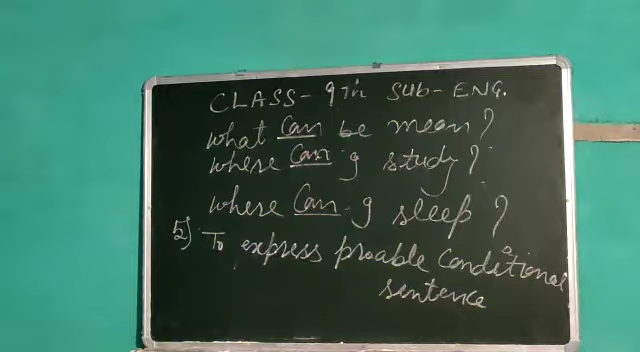 CLASS-9th SUB-ENG.
what can be mean?
where can I study?
where can I sleep?
5) To express proable conditional
sentence